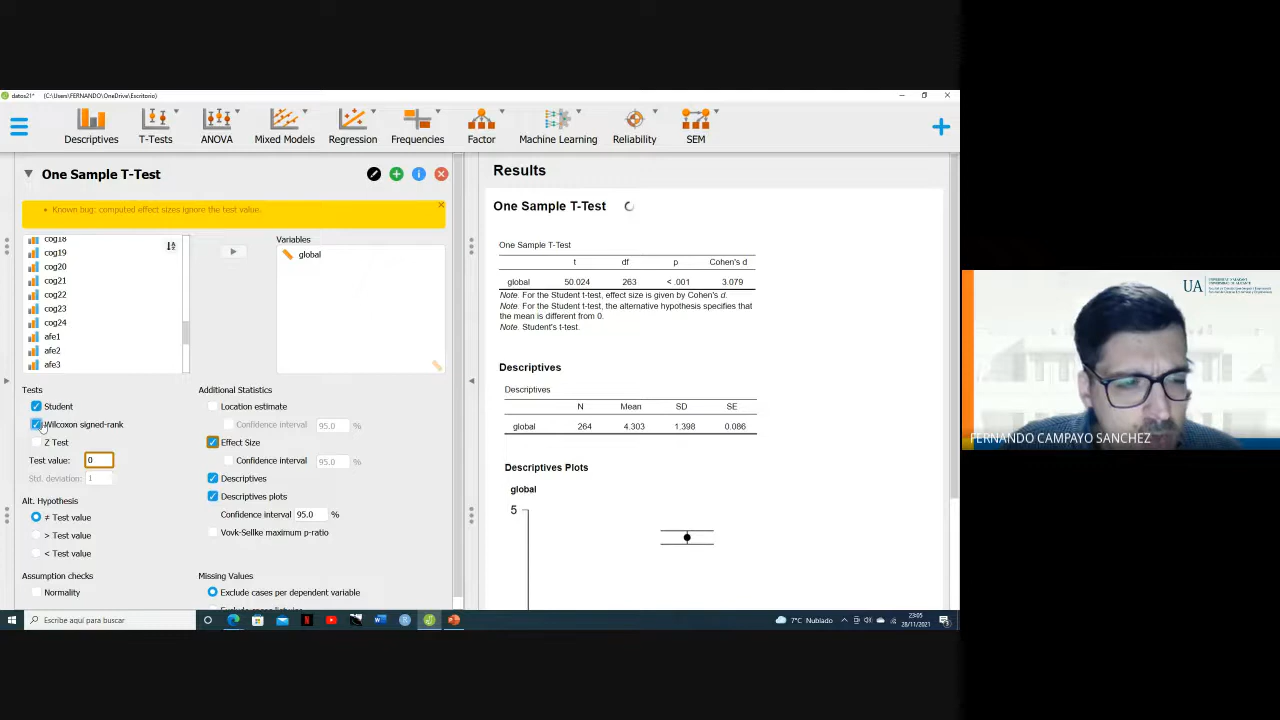 datos21* (C:\Users\FERNANDO\OneDrive\Escritorio)
Descriptives T-Tests ANOVA Mixed Models Regression Frequencies Factor Machine Learning Reliability SEM
One Sample T-Test
• Known bug: computed effect sizes ignore the test value.
cog18
cog19
cog20
cog21
cog22
cog23
cog24
afe1
afe2
afe3
Variables
global
Tests
Student
Wilcoxon signed-rank
Z Test
Test value: 0
Std. deviation: 1
Alt. Hypothesis
≠ Test value
> Test value
< Test value
Assumption checks
Normality
Additional Statistics
Location estimate
Confidence interval 95.0 %
Effect Size
Confidence interval 95.0 %
Descriptives
Descriptives plots
Confidence interval 95.0 %
Vovk-Sellke maximum p-ratio
Missing Values
Exclude cases per dependent variable
Results
One Sample T-Test
One Sample T-Test
t df p Cohen's d
global 50.024 263 < .001 3.079
Note. For the Student t-test, effect size is given by Cohen's d.
Note. For the Student t-test, the alternative hypothesis specifies that
the mean is different from 0.
Note. Student's t-test.
Descriptives
Descriptives
N Mean SD SE
global 264 4.303 1.398 0.086
Descriptives Plots
global
5
UA
FERNANDO CAMPAYO SANCHEZ
Escribe aquí para buscar
7°C Nublado
23:05
28/11/2021